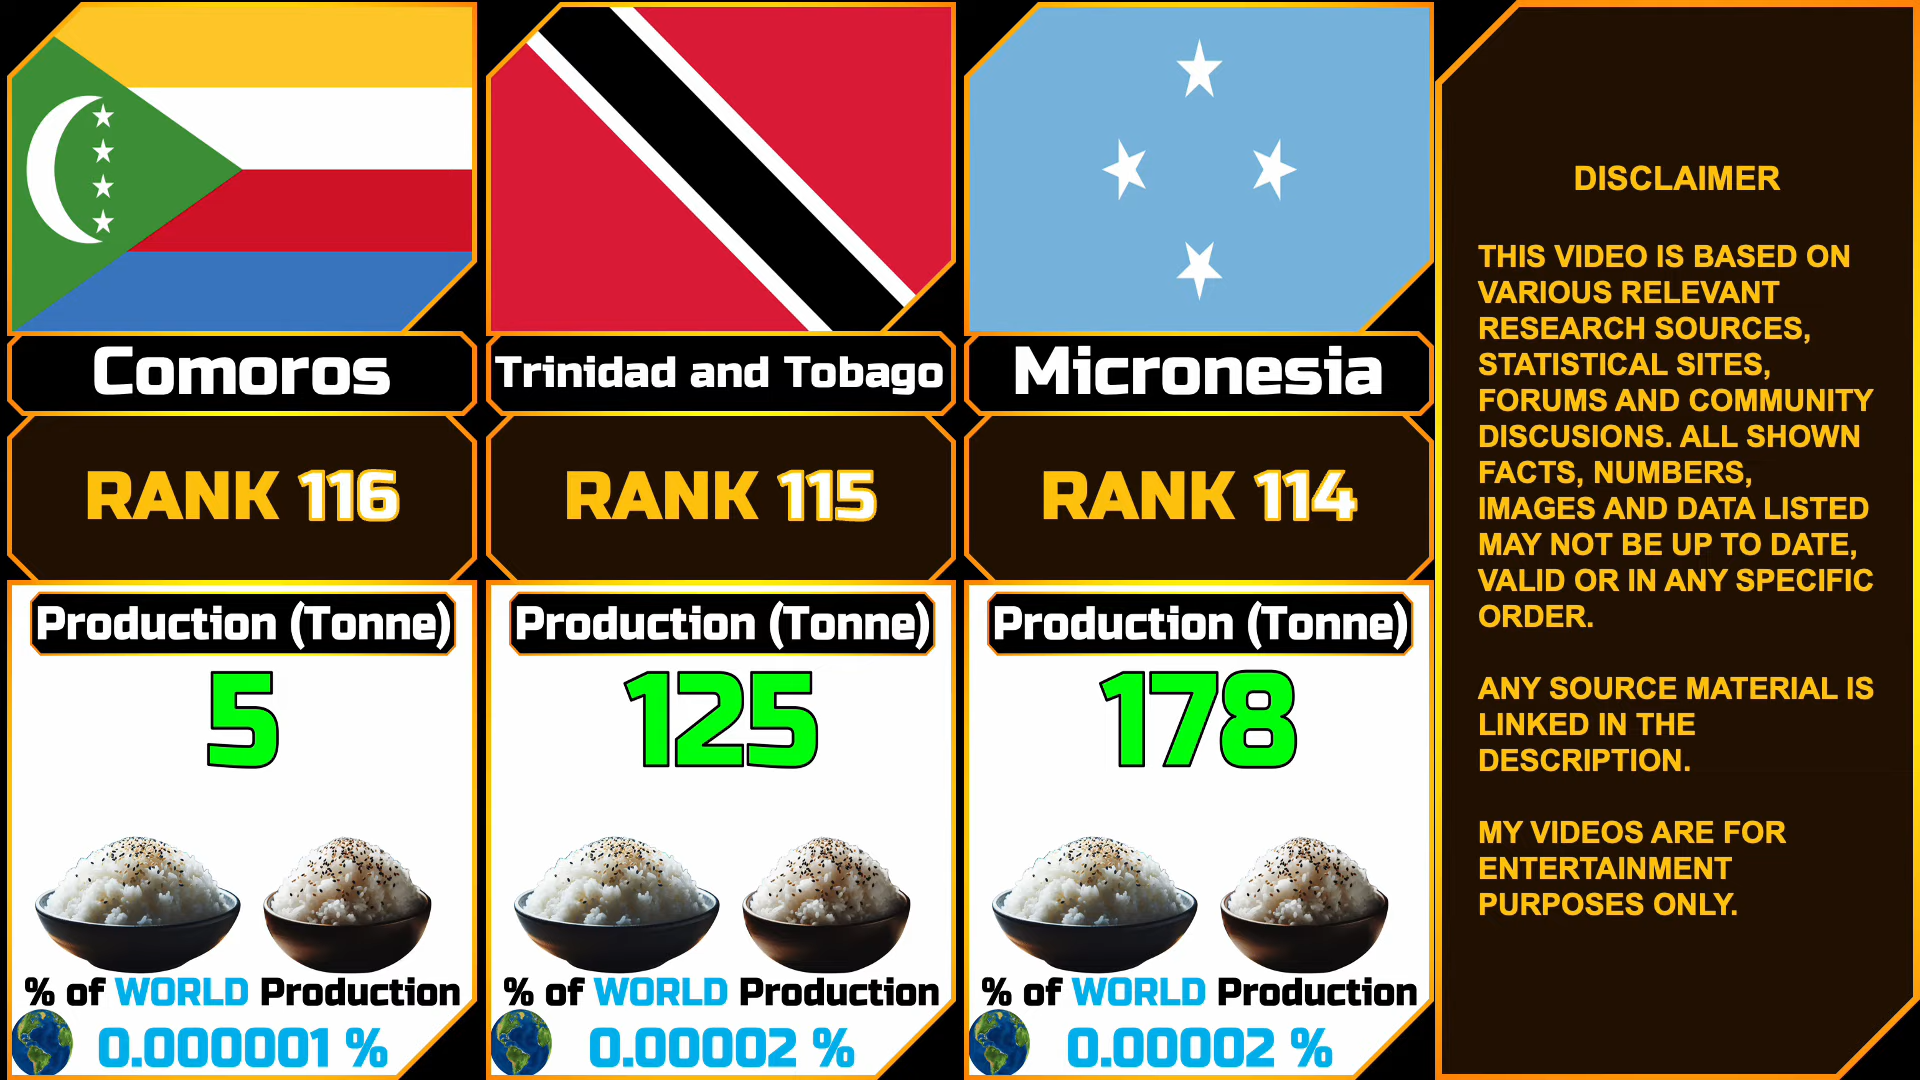 Comoros
RANK 116
Production (Tonne)
5
% of WORLD Production
0.000001 %
Trinidad and Tobago
RANK 115
Production (Tonne)
125
% of WORLD Production
0.00002 %
Micronesia
RANK 114
Production (Tonne)
178
% of WORLD Production
0.00002 %
DISCLAIMER
THIS VIDEO IS BASED ON
VARIOUS RELEVANT
RESEARCH SOURCES,
STATISTICAL SITES,
FORUMS AND COMMUNITY
DISCUSIONS. ALL SHOWN
FACTS, NUMBERS,
IMAGES AND DATA LISTED
MAY NOT BE UP TO DATE,
VALID OR IN ANY SPECIFIC
ORDER.
ANY SOURCE MATERIAL IS
LINKED IN THE
DESCRIPTION.
MY VIDEOS ARE FOR
ENTERTAINMENT
PURPOSES ONLY.